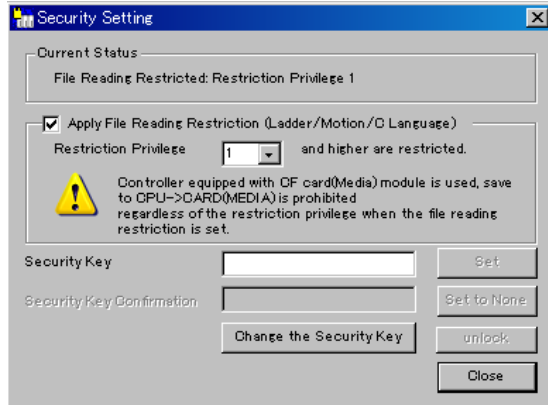 Security Setting
Current Status
File Reading Restricted: Restriction Privilege 1
Apply File Reading Restriction (Ladder/Motion/C Language)
Restriction Privilege 1 and higher are restricted.
Controller equipped with CF card(Media) module is used, save
to CPU->CARD(MEDIA) is prohibited
regardless of the restriction privilege when the file reading
restriction is set.
Security Key Set
Security Key Confirmation Set to None
Change the Security Key unlock
Close